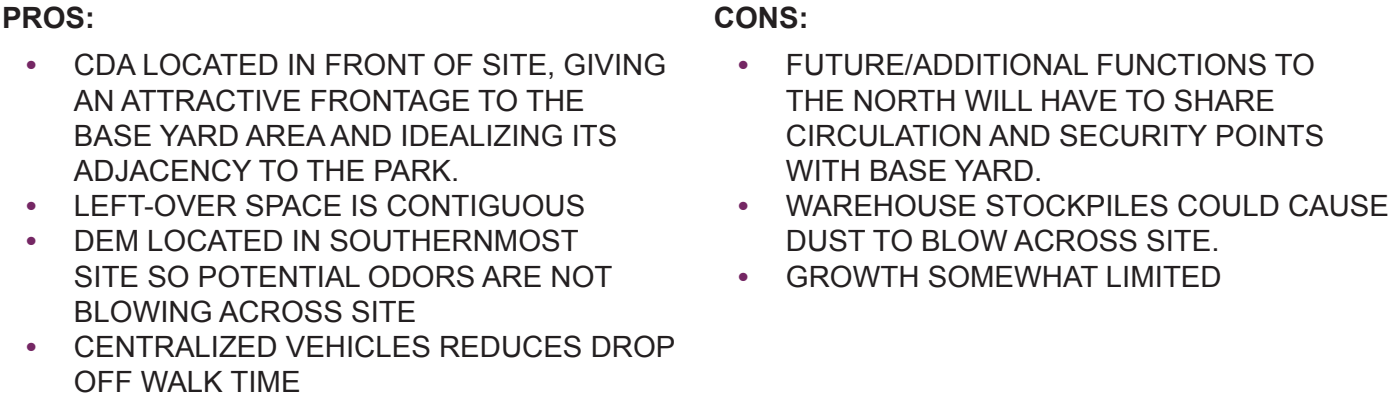 PROS:
• CDA LOCATED IN FRONT OF SITE, GIVING
AN ATTRACTIVE FRONTAGE TO THE
BASE YARD AREA AND IDEALIZING ITS
ADJACENCY TO THE PARK.
• LEFT-OVER SPACE IS CONTIGUOUS
• DEM LOCATED IN SOUTHERNMOST
SITE SO POTENTIAL ODORS ARE NOT
BLOWING ACROSS SITE
• CENTRALIZED VEHICLES REDUCES DROP
OFF WALK TIME
CONS:
• FUTURE/ADDITIONAL FUNCTIONS TO
THE NORTH WILL HAVE TO SHARE
CIRCULATION AND SECURITY POINTS
WITH BASE YARD.
• WAREHOUSE STOCKPILES COULD CAUSE
DUST TO BLOW ACROSS SITE.
• GROWTH SOMEWHAT LIMITED